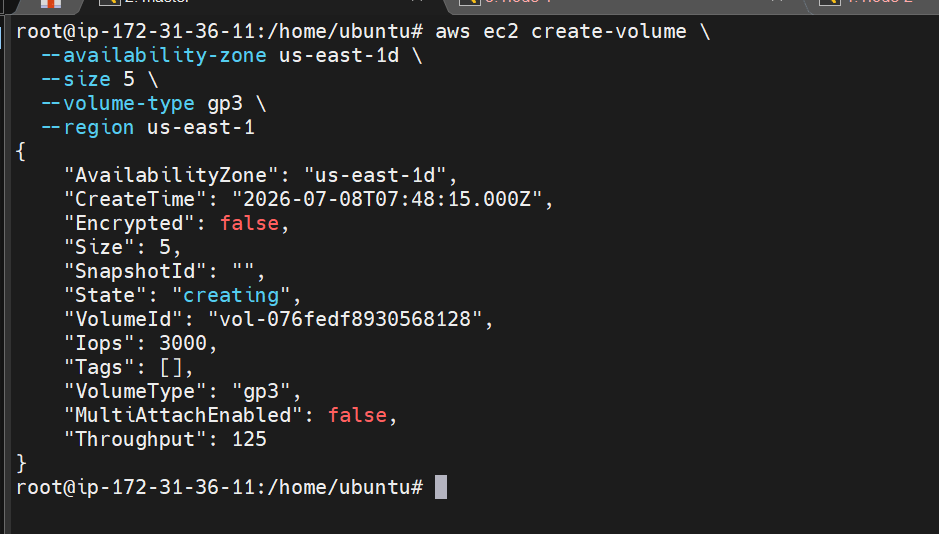 root@ip-172-31-36-11:/home/ubuntu# aws ec2 create-volume \
  --availability-zone us-east-1d \
  --size 5 \
  --volume-type gp3 \
  --region us-east-1
{
    "AvailabilityZone": "us-east-1d",
    "CreateTime": "2026-07-08T07:48:15.000Z",
    "Encrypted": false,
    "Size": 5,
    "SnapshotId": "",
    "State": "creating",
    "VolumeId": "vol-076fedf8930568128",
    "Iops": 3000,
    "Tags": [],
    "VolumeType": "gp3",
    "MultiAttachEnabled": false,
    "Throughput": 125
}
root@ip-172-31-36-11:/home/ubuntu#